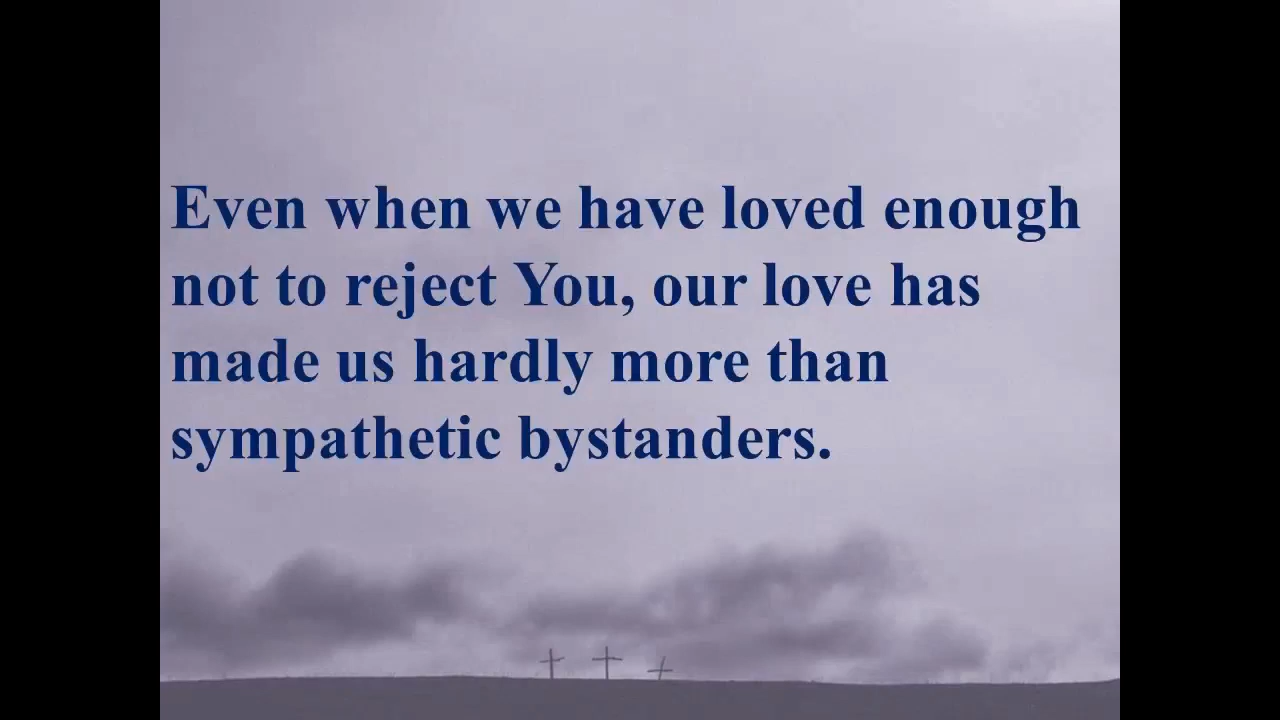 Even when we have loved enough
not to reject You, our love has
made us hardly more than
sympathetic bystanders.